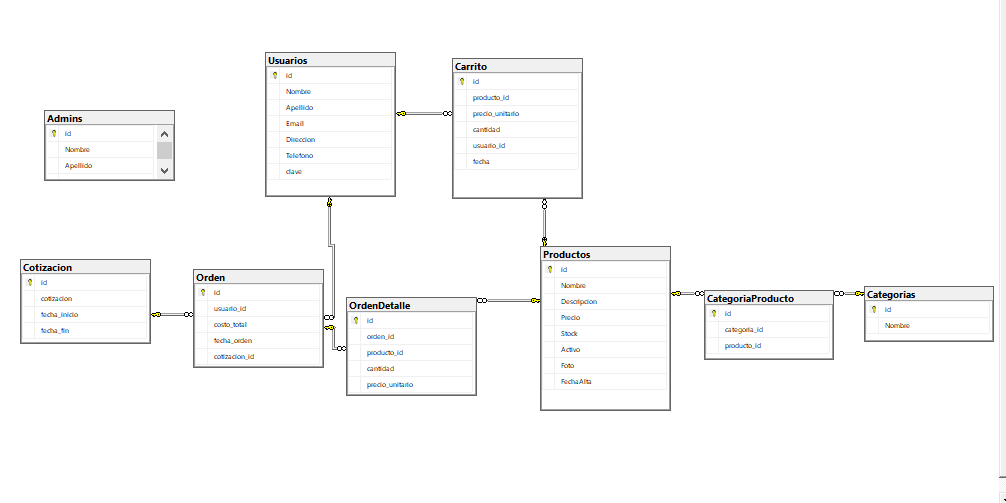 Usuarios
id
Nombre
Apellido
Email
Direccion
Telefono
clave
Carrito
id
producto_id
precio_unitario
cantidad
usuario_id
fecha
Admins
id
Nombre
Apellido
Cotizacion
id
cotizacion
fecha_inicio
fecha_fin
Orden
id
usuario_id
costo_total
fecha_orden
cotizacion_id
OrdenDetalle
id
orden_id
producto_id
cantidad
precio_unitario
Productos
id
Nombre
Descripcion
Precio
Stock
Activo
Foto
FechaAlta
CategoriaProducto
id
categoria_id
producto_id
Categorias
id
Nombre